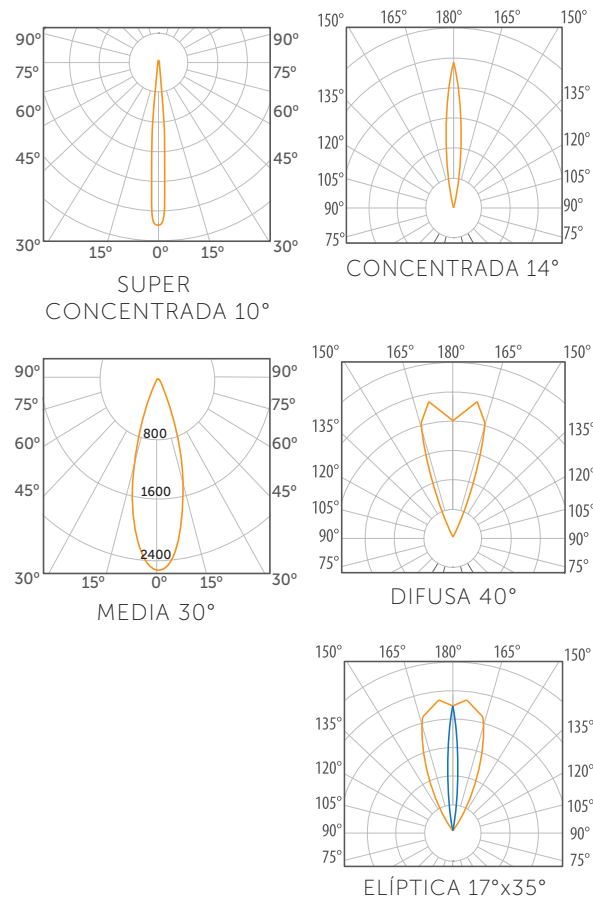 90° 90°
75° 75°
60° 60°
45° 45°
30° 15° 0° 15° 30°
SUPER
CONCENTRADA 10°
150° 165° 180° 165° 150°
135° 135°
120° 120°
105° 105°
90° 90°
75° 75°
CONCENTRADA 14°
90° 90°
75° 75°
60° 60°
800
45° 1600 45°
2400
30° 15° 0° 15° 30°
MEDIA 30°
150° 165° 180° 165° 150°
135° 135°
120° 120°
105° 105°
90° 90°
75° 75°
DIFUSA 40°
150° 165° 180° 165° 150°
135° 135°
120° 120°
105° 105°
90° 90°
75° 75°
ELÍPTICA 17°x35°